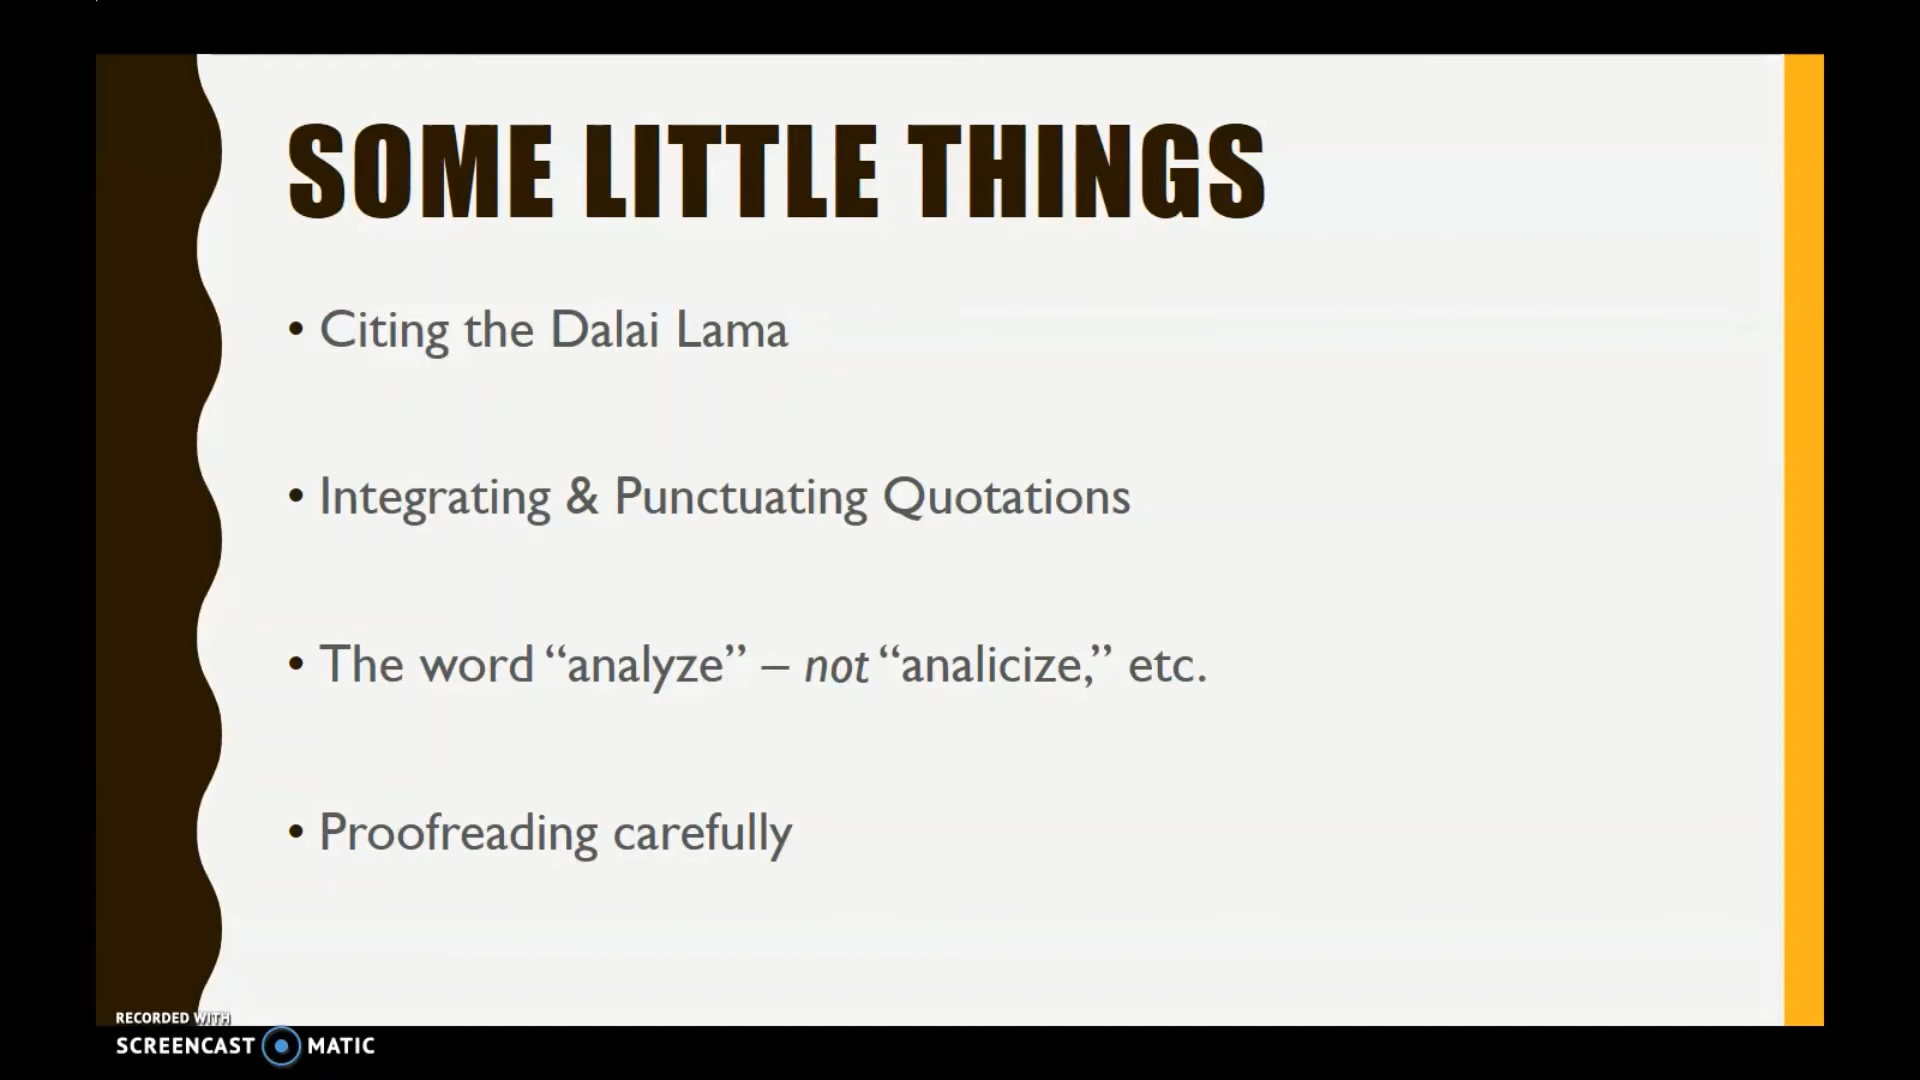 SOME LITTLE THINGS
• Citing the Dalai Lama
• Integrating & Punctuating Quotations
• The word “analyze” – not “analicize,” etc.
• Proofreading carefully
RECORDED WITH
SCREENCAST MATIC